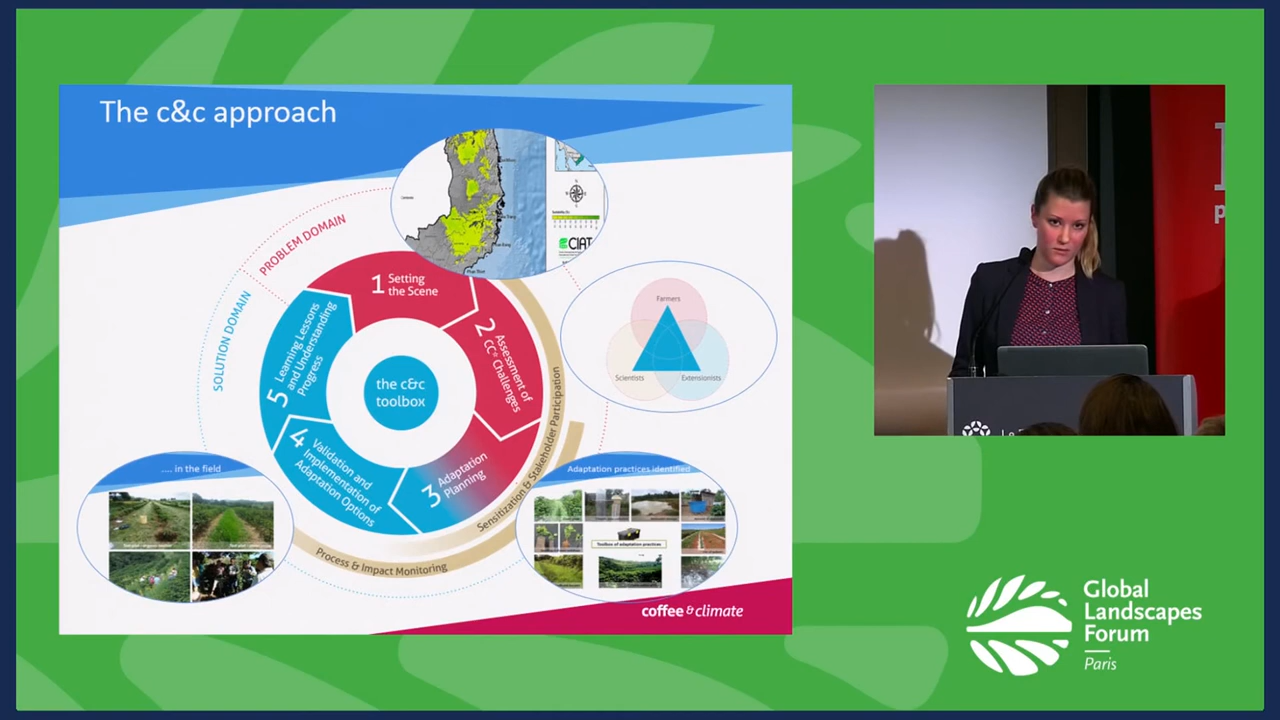 The c&c approach
PROBLEM DOMAIN
SOLUTION DOMAIN
CIAT
1 Setting
the Scene
2 Assessment of
CC* Challenges
3 Adaptation
Planning
4 Validation and
Implementation of
Adaptation Options
5 Learning Lessons
and Understanding
Progress
the c&c
toolbox
Sensitization & Stakeholder Participation
Process & Impact Monitoring
Farmers
Scientists
Extensionists
.... in the field
Adaptation practices identified
Toolbox of adaptation practices
coffee & climate
Global
Landscapes
Forum
Paris